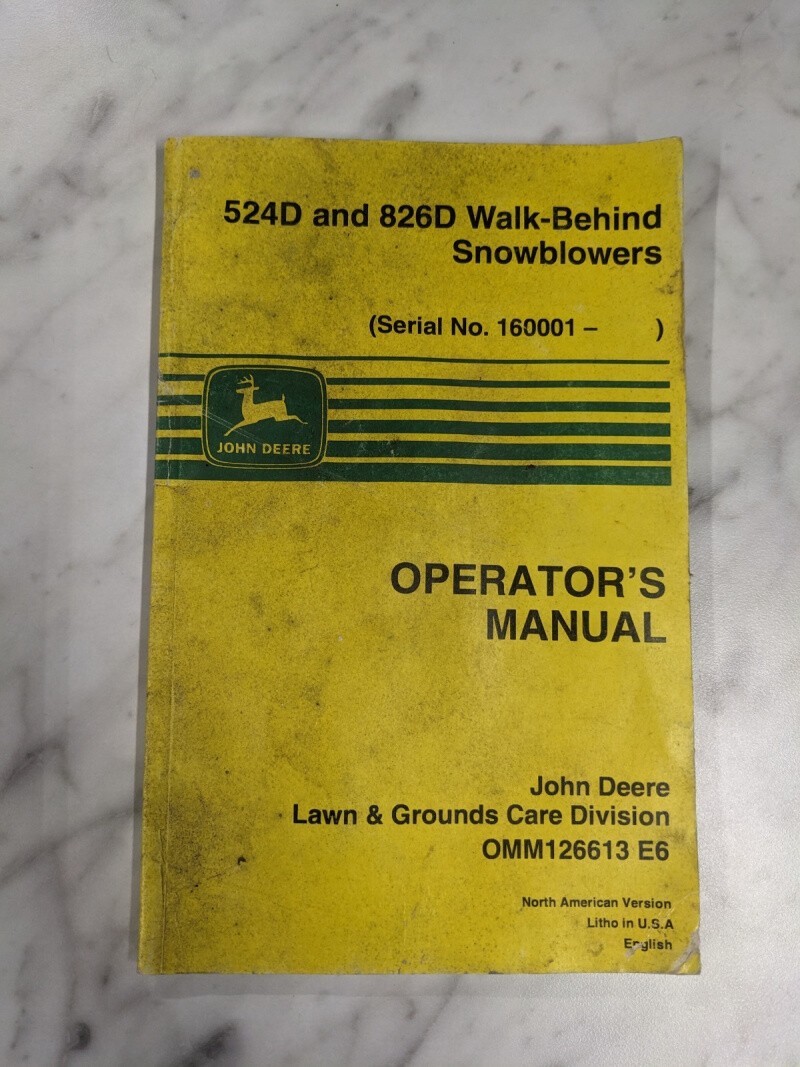 524D and 826D Walk-Behind
Snowblowers
(Serial No. 160001 – )
JOHN DEERE
OPERATOR'S
MANUAL
John Deere
Lawn & Grounds Care Division
OMM126613 E6
North American Version
Litho in U.S.A
English